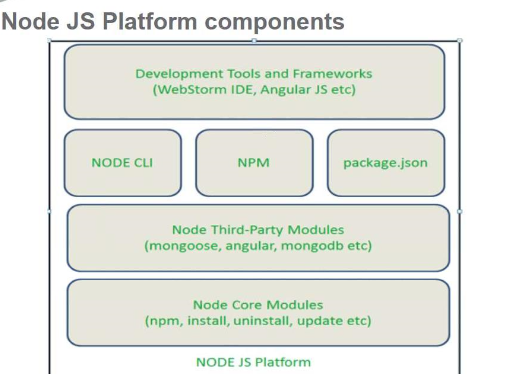 Node JS Platform components
Development Tools and Frameworks
(WebStorm IDE, Angular JS etc)
NODE CLI
NPM
package.json
Node Third-Party Modules
(mongoose, angular, mongodb etc)
Node Core Modules
(npm, install, uninstall, update etc)
NODE JS Platform